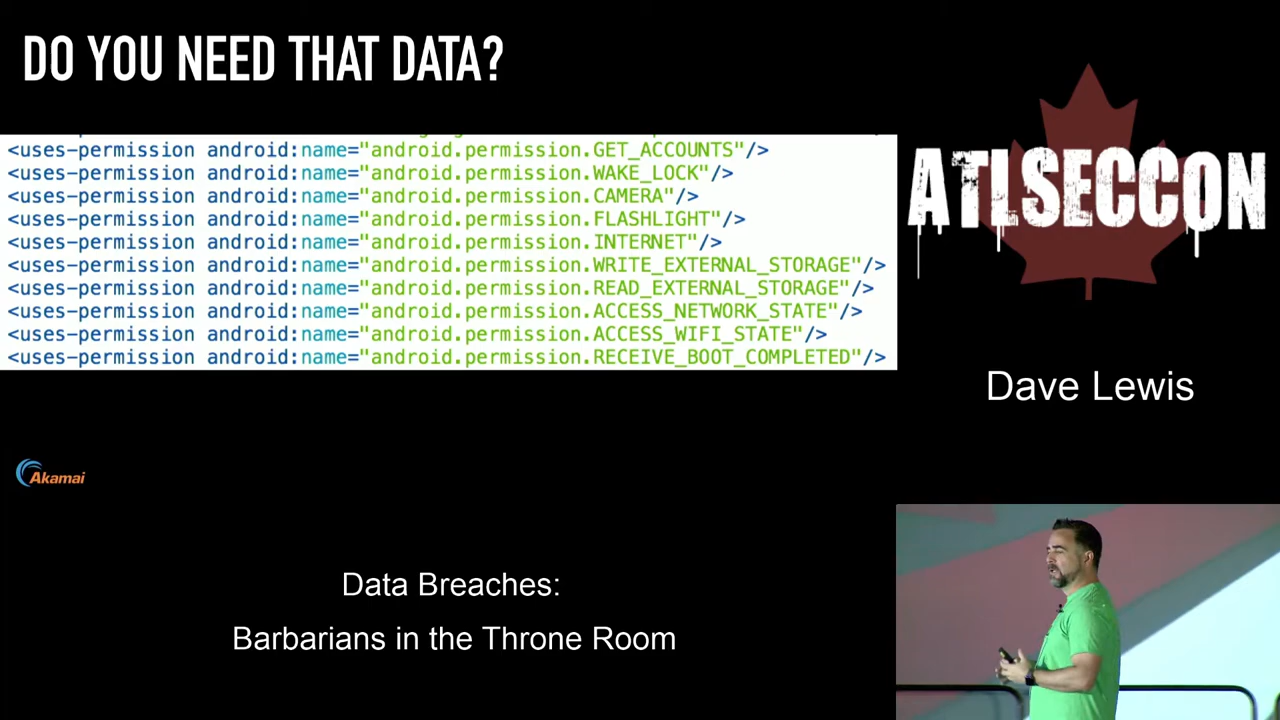 DO YOU NEED THAT DATA?
<uses-permission android:name="android.permission.GET_ACCOUNTS"/>
<uses-permission android:name="android.permission.WAKE_LOCK"/>
<uses-permission android:name="android.permission.CAMERA"/>
<uses-permission android:name="android.permission.FLASHLIGHT"/>
<uses-permission android:name="android.permission.INTERNET"/>
<uses-permission android:name="android.permission.WRITE_EXTERNAL_STORAGE"/>
<uses-permission android:name="android.permission.READ_EXTERNAL_STORAGE"/>
<uses-permission android:name="android.permission.ACCESS_NETWORK_STATE"/>
<uses-permission android:name="android.permission.ACCESS_WIFI_STATE"/>
<uses-permission android:name="android.permission.RECEIVE_BOOT_COMPLETED"/>
ATLSECCON
Dave Lewis
Akamai
Data Breaches:
Barbarians in the Throne Room